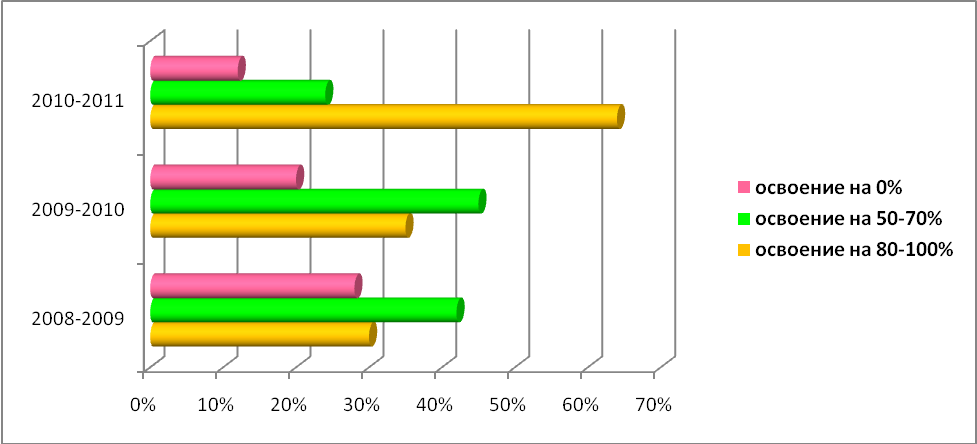 2010-2011
2009-2010
2008-2009
0% 10% 20% 30% 40% 50% 60% 70%
освоение на 0%
освоение на 50-70%
освоение на 80-100%